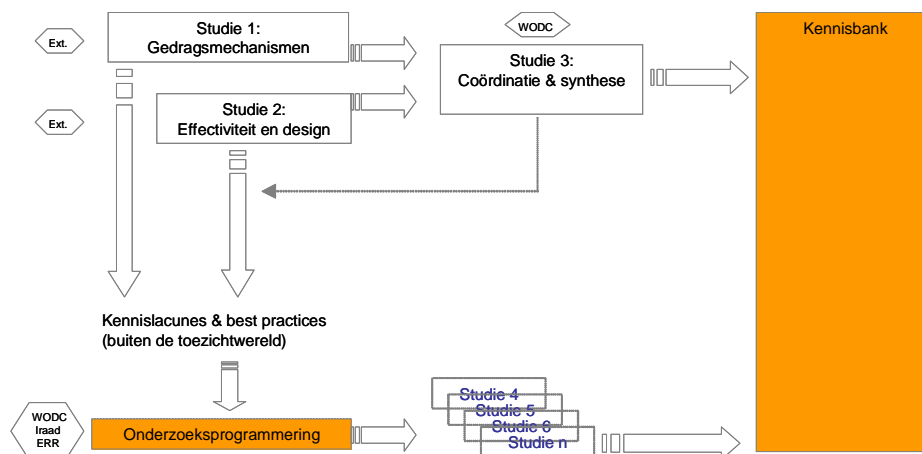 Ext.
Studie 1:
Gedragsmechanismen
WODC
Studie 3:
Coördinatie & synthese
Kennisbank
Ext.
Studie 2:
Effectiviteit en design
Kennislacunes & best practices
(buiten de toezichtwereld)
WODC
Iraad
ERR
Onderzoeksprogrammering
Studie 4
Studie 5
Studie 6
Studie n